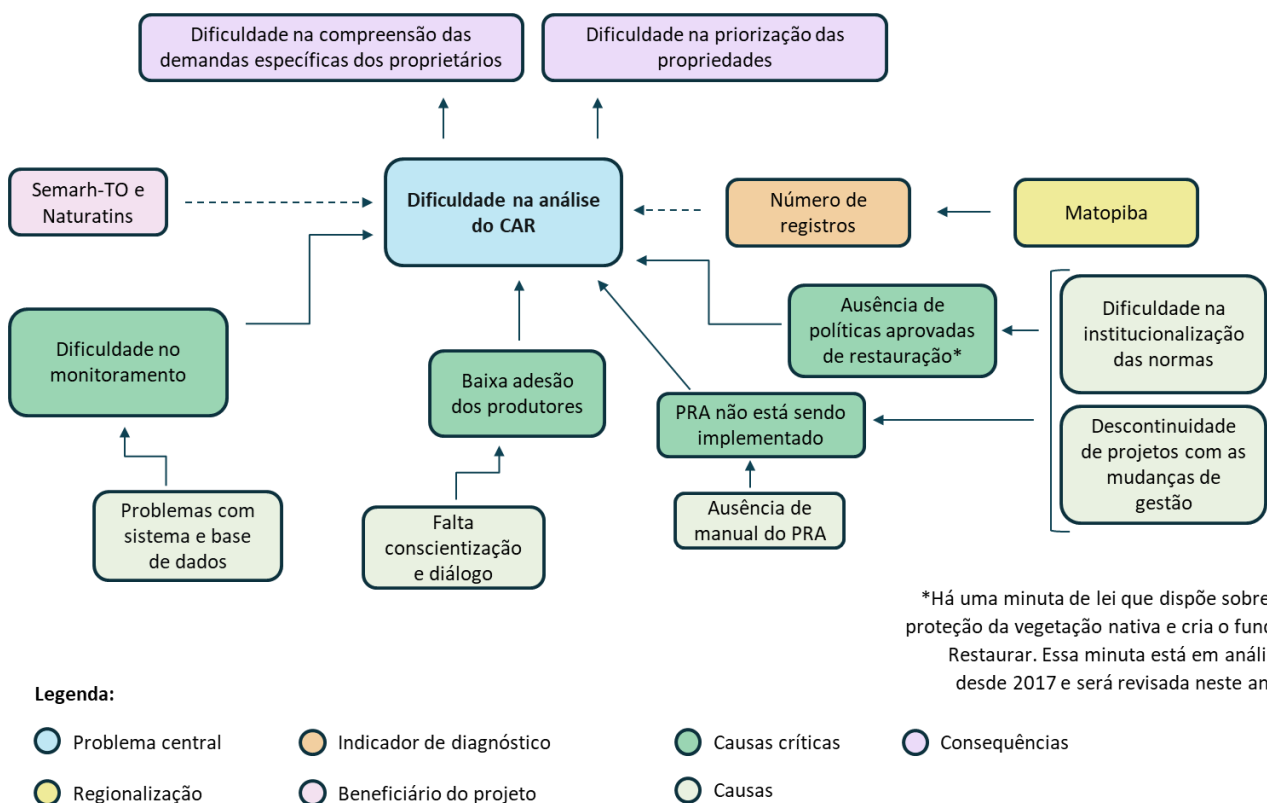 Dificuldade na compreensão das
demandas específicas dos proprietários
Dificuldade na priorização das
propriedades
Semarh-TO e
Naturatins
Dificuldade na análise
do CAR
Número de
registros
Matopiba
Dificuldade no
monitoramento
Baixa adesão
dos produtores
Ausência de
políticas aprovadas
de restauração*
PRA não está sendo
implementado
Dificuldade na
institucionalização
das normas
Descontinuidade
de projetos com as
mudanças de
gestão
Problemas com
sistema e base
de dados
Falta
conscientização
e diálogo
Ausência de
manual do PRA
*Há uma minuta de lei que dispõe sobre
proteção da vegetação nativa e cria o
Restaurar. Essa minuta está em
desde 2017 e será revisada neste
Legenda:
Problema central
Indicador de diagnóstico
Causas críticas
Consequências
Regionalização
Beneficiário do projeto
Causas